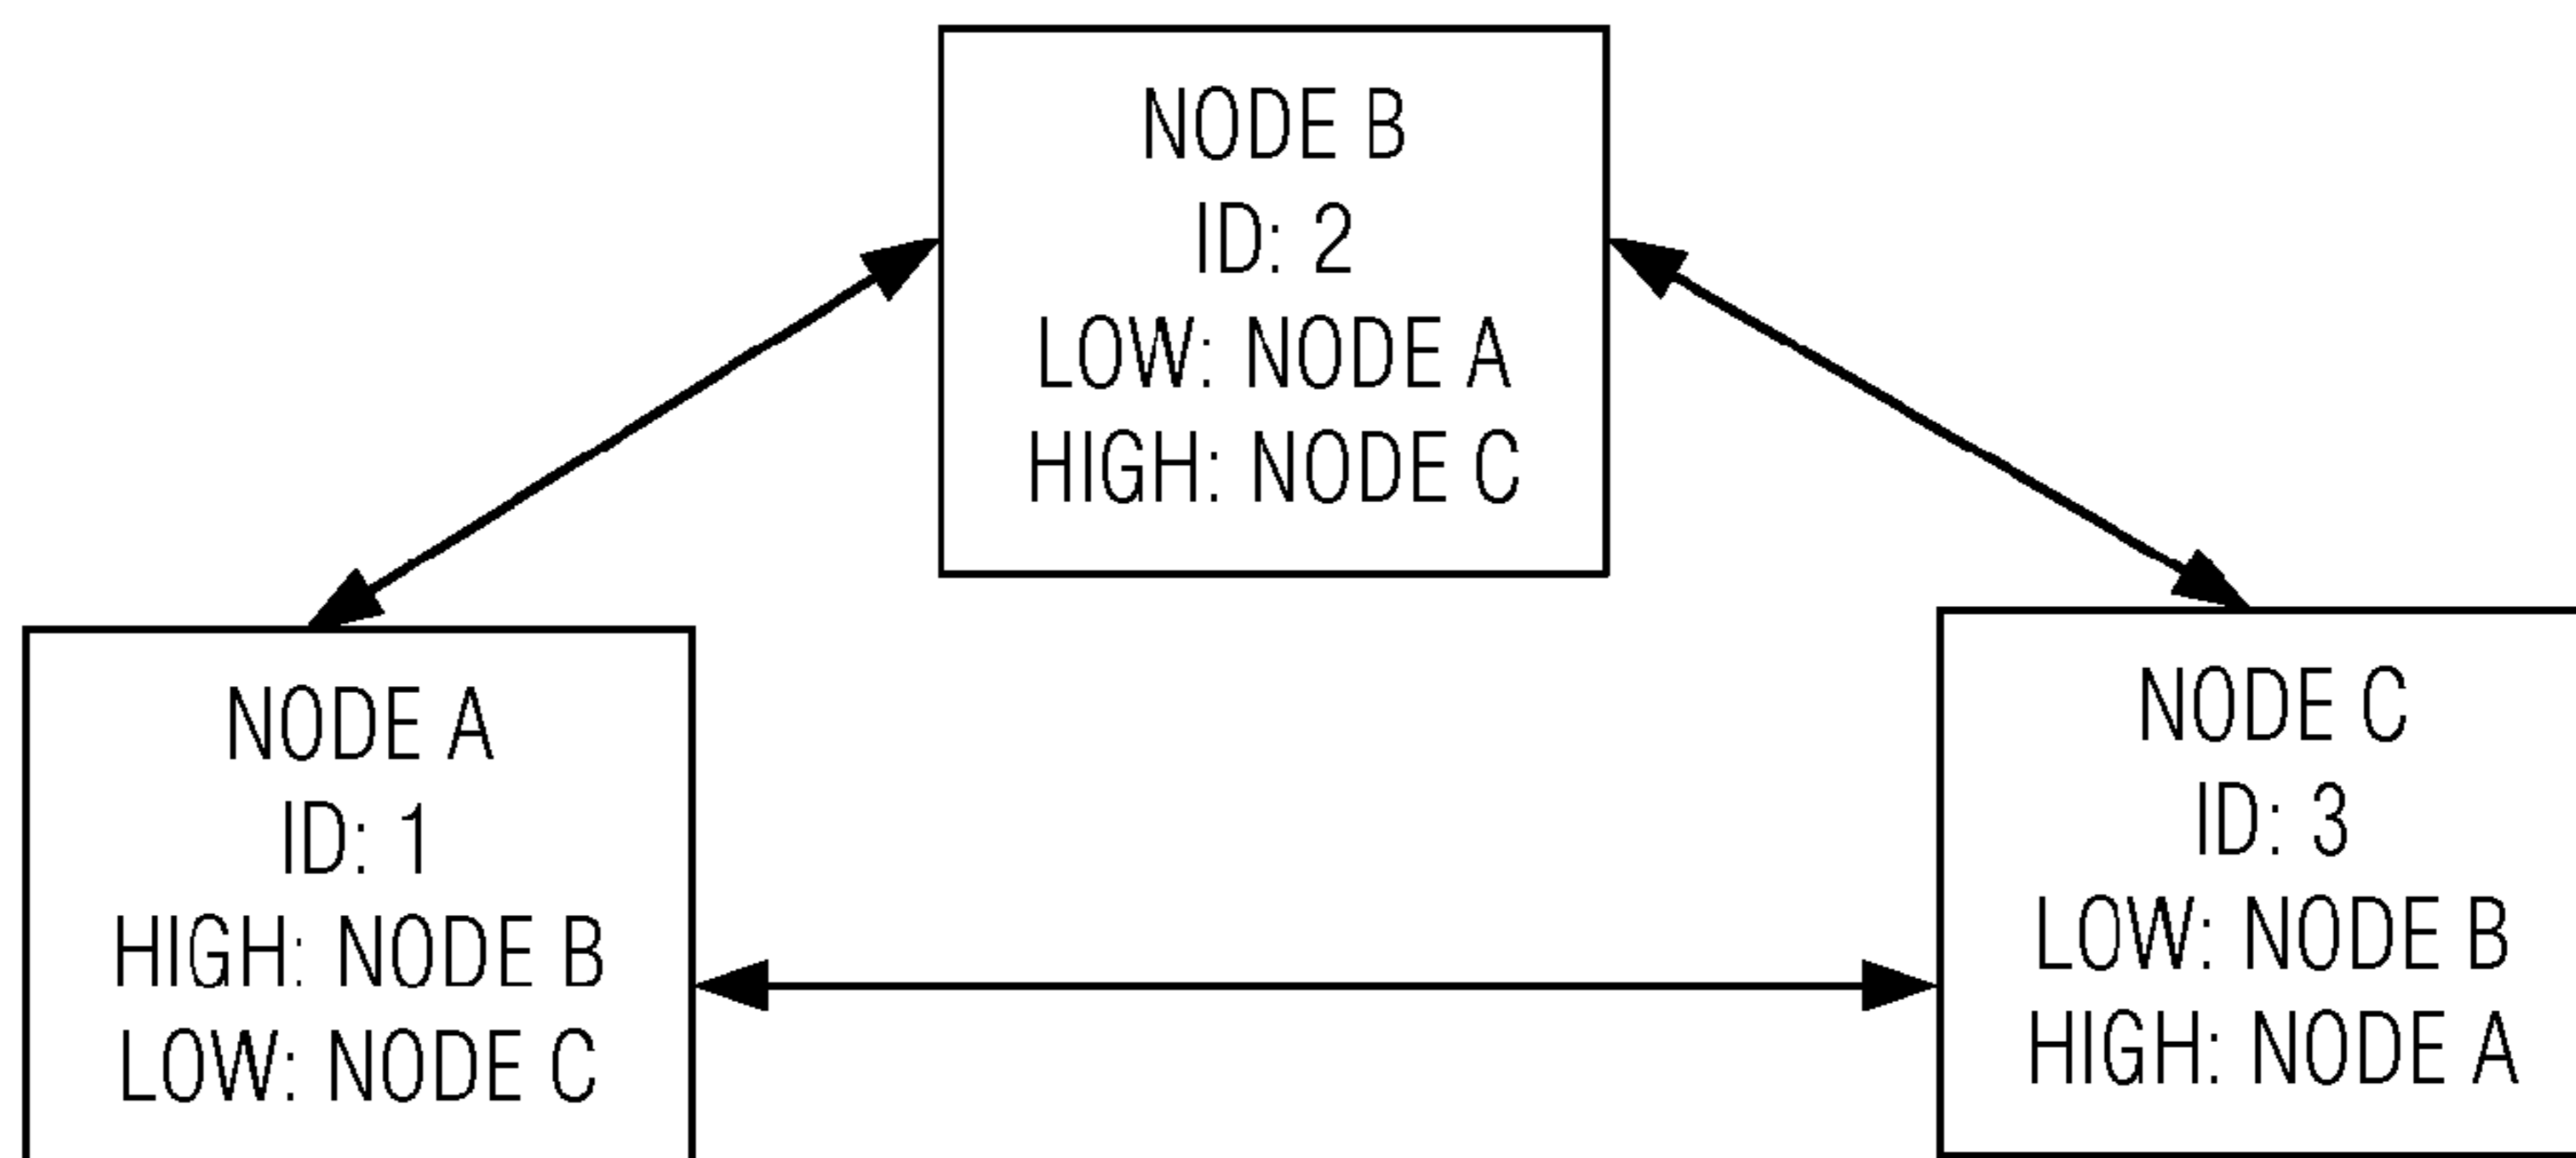 NODE B
ID: 2
LOW: NODE A
HIGH: NODE C
NODE A
ID: 1
HIGH: NODE B
LOW: NODE C
NODE C
ID: 3
LOW: NODE B
HIGH: NODE A